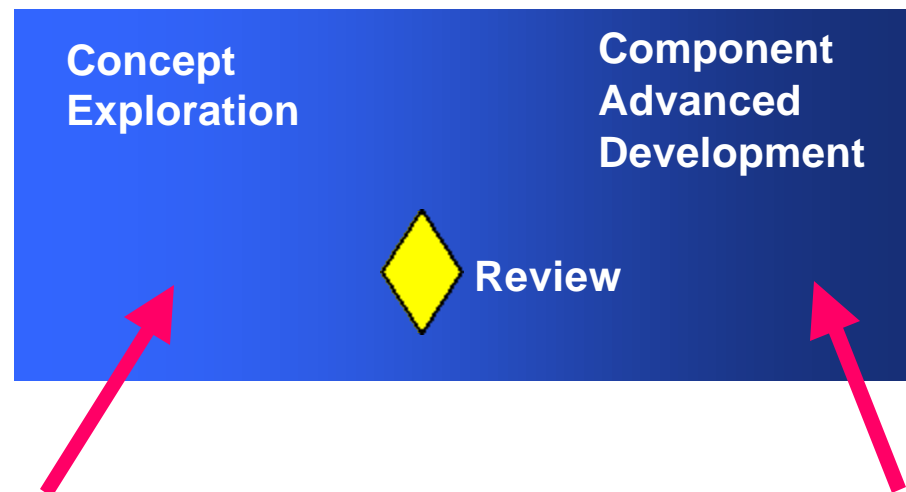 Concept
Exploration
Component
Advanced
Development
Review